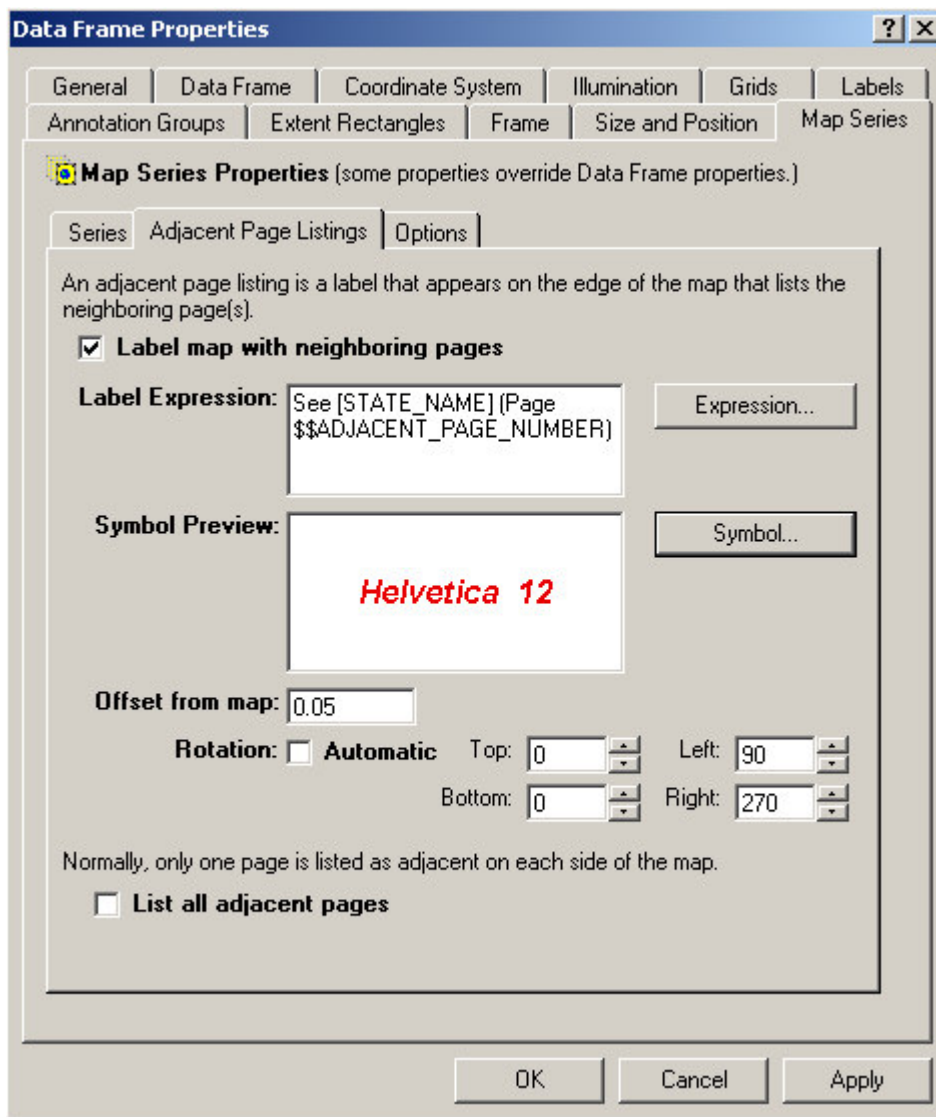 Data Frame Properties
General Data Frame Coordinate System Illumination Grids Labels
Annotation Groups Extent Rectangles Frame Size and Position Map Series
Map Series Properties (some properties override Data Frame properties.)
Series Adjacent Page Listings Options
An adjacent page listing is a label that appears on the edge of the map that lists the
neighboring page(s).
Label map with neighboring pages
Label Expression: See [STATE_NAME] (Page Expression...
$$ADJACENT_PAGE_NUMBER)
Symbol Preview: Symbol...
Helvetica 12
Offset from map: 0.05
Rotation: Automatic Top: 0 Left: 90
Bottom: 0 Right: 270
Normally, only one page is listed as adjacent on each side of the map.
List all adjacent pages
OK Cancel Apply